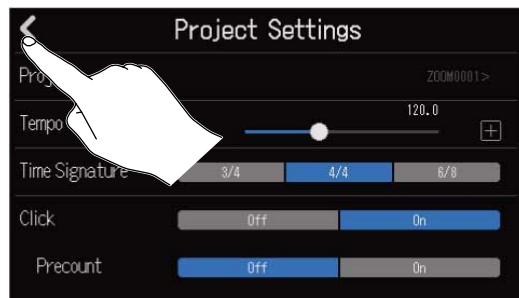 Project Settings
ZOOM0001>
Tempo
120.0
Time Signature 3/4 4/4 6/8
Click Off On
Precount Off On